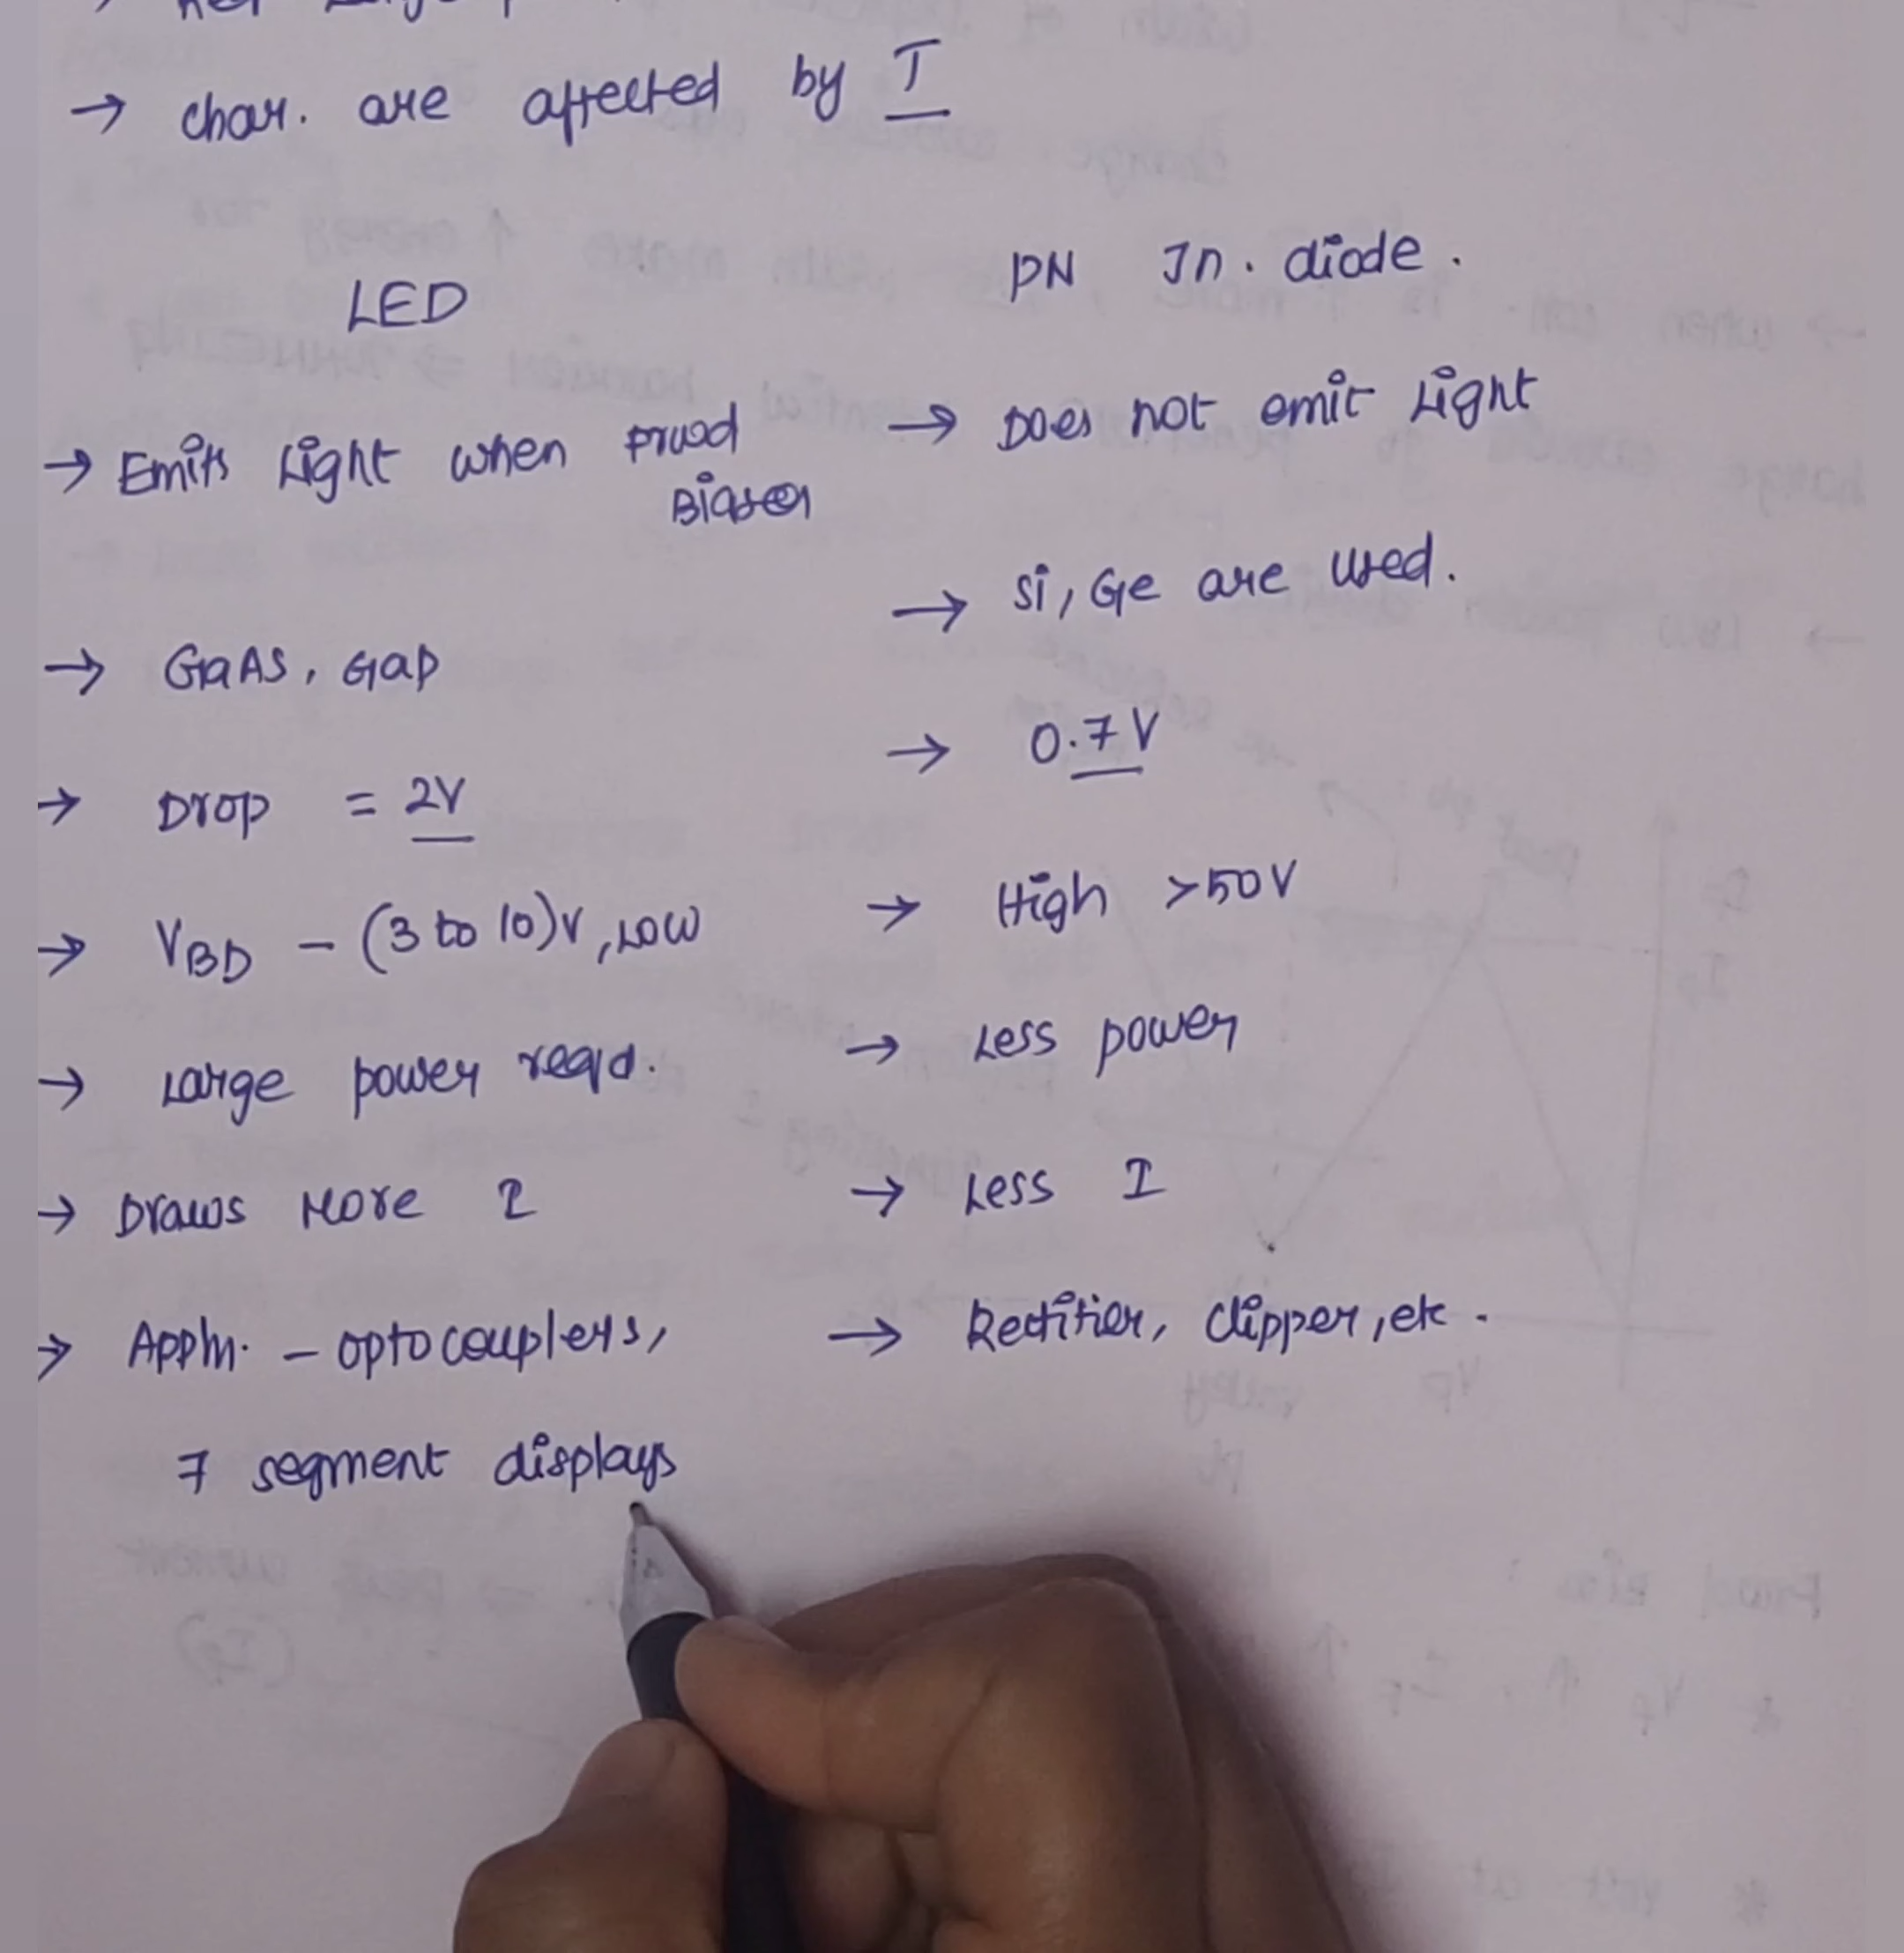 → char. are affected by T
LED
PN Jn. diode.
→ Emits Light when Frwd
Biased
→ Does not emit Light
→ GaAs, Gap
→ Si, Ge are used.
→ Drop = 2V
→ 0.7V
→ VBD - (3 to 10)V, LOW
→ High >50V
→ Large power reqd.
→ Less power
→ Draws More I
→ Less I
→ Appln. - optocouplers,
→ Rectifier, clipper, etc.
7 segment displays